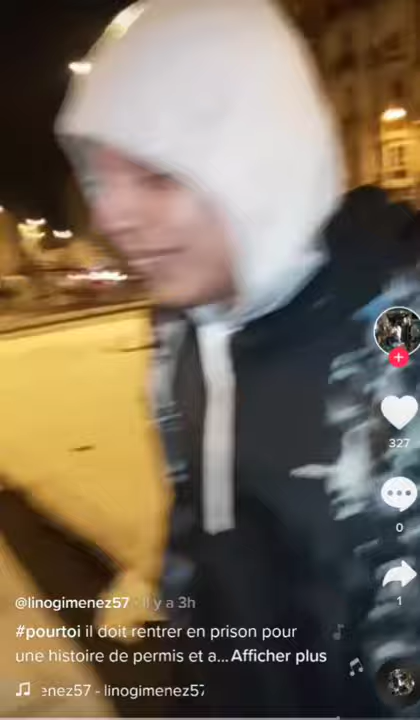 327
0
1
@linogimenez57 · Il y a 3h
#pourtoi il doit rentrer en prison pour
une histoire de permis et a... Afficher plus
enez57 - linogimenez57